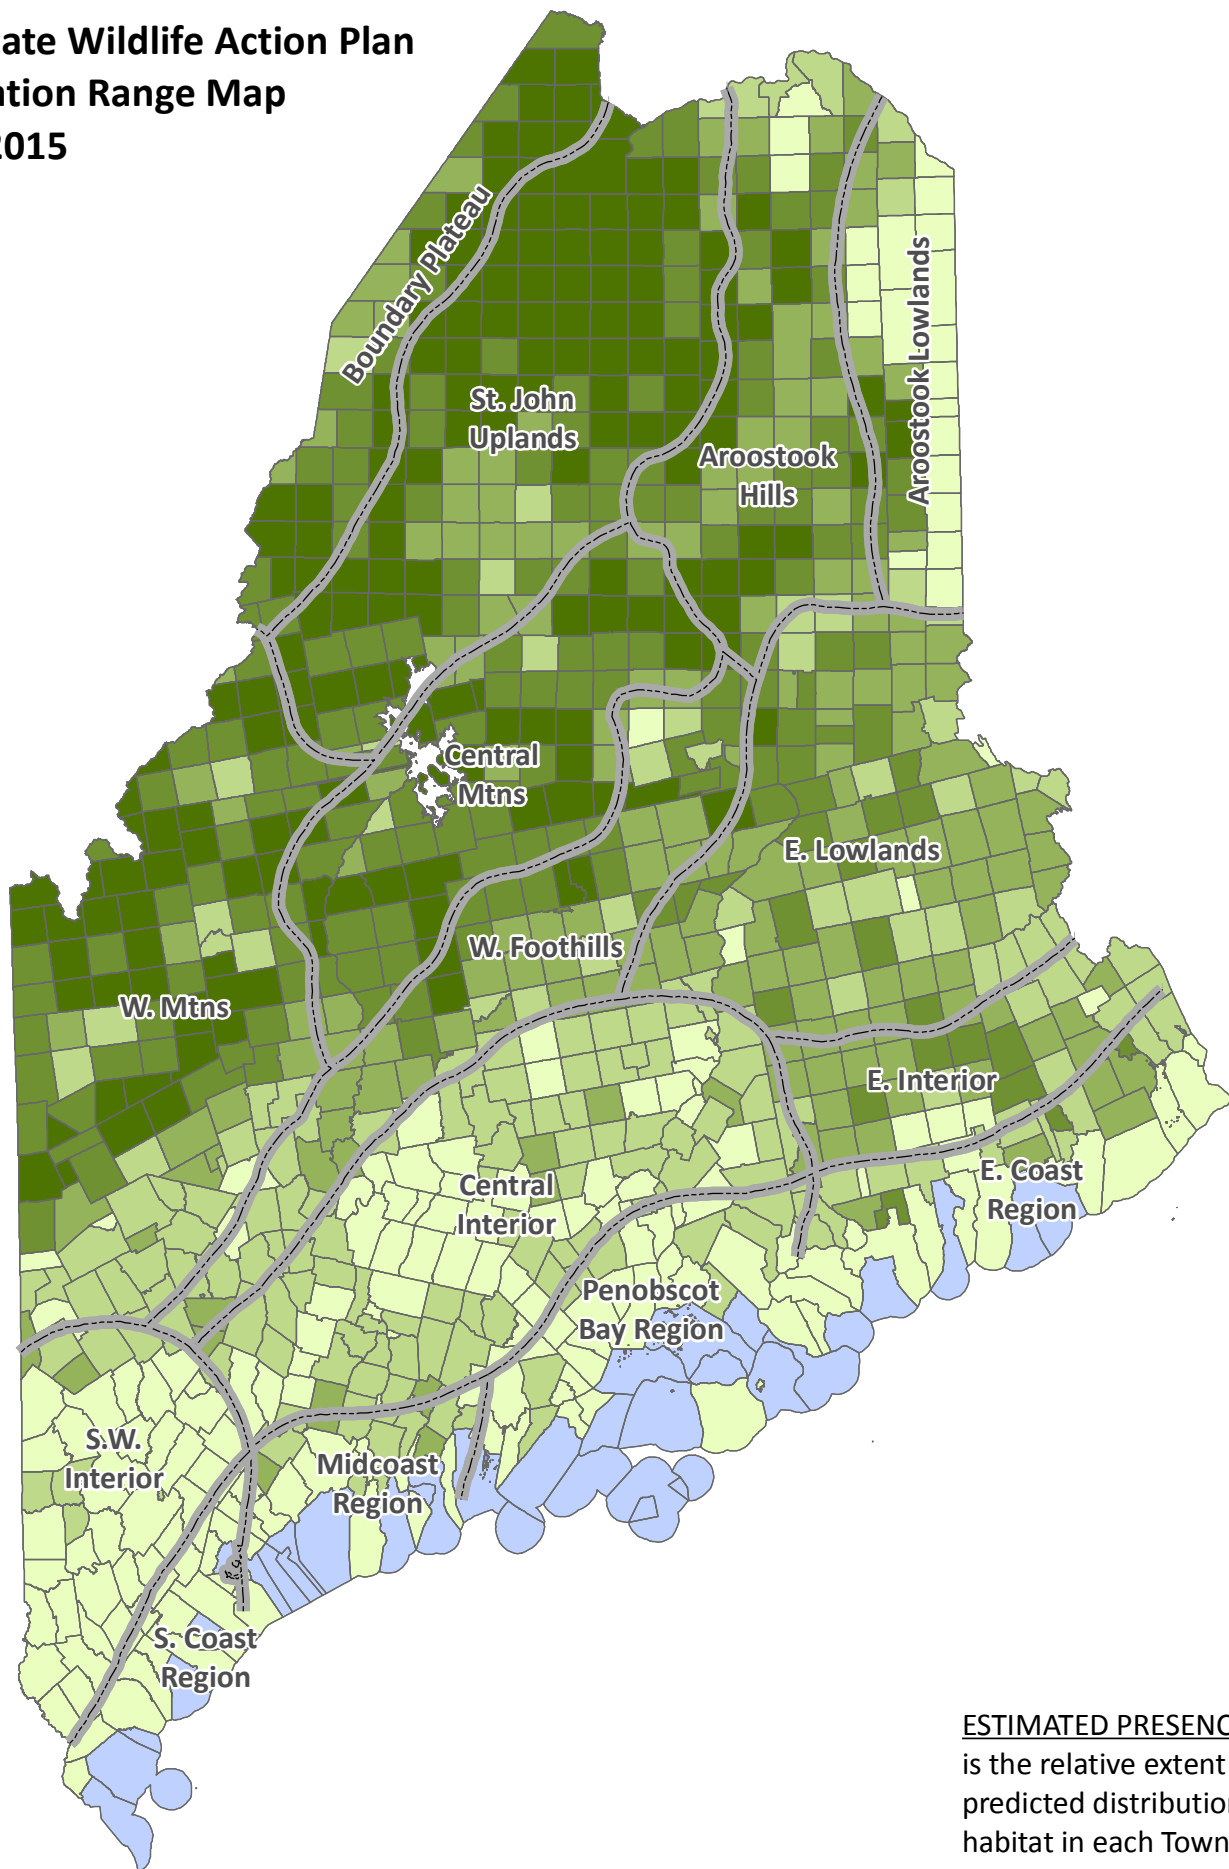 ate Wildlife Action Plan
ation Range Map
2015
Boundary Plateau
St. John
Uplands
Aroostook
Hills
Aroostook Lowlands
Central
Mtns
E. Lowlands
W. Foothills
W. Mtns
E. Interior
Central
Interior
E. Coast
Region
Penobscot
Bay Region
S.W.
Interior
Midcoast
Region
S. Coast
Region
ESTIMATED PRESENC
is the relative extent
predicted distribution
habitat in each Town